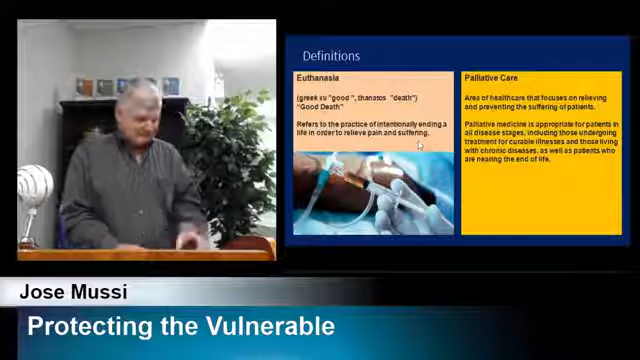 Definitions
Euthanasia
(greek εu "good ", thanatos "death")
"Good Death"
Refers to the practice of intentionally ending a
life in order to relieve pain and suffering.
Palliative Care
Area of healthcare that focuses on relieving
and preventing the suffering of patients.
Palliative medicine is appropriate for patients in
all disease stages, including those undergoing
treatment for curable illnesses and those living
with chronic diseases, as well as patients who
are nearing the end of life.
Jose Mussi
Protecting the Vulnerable